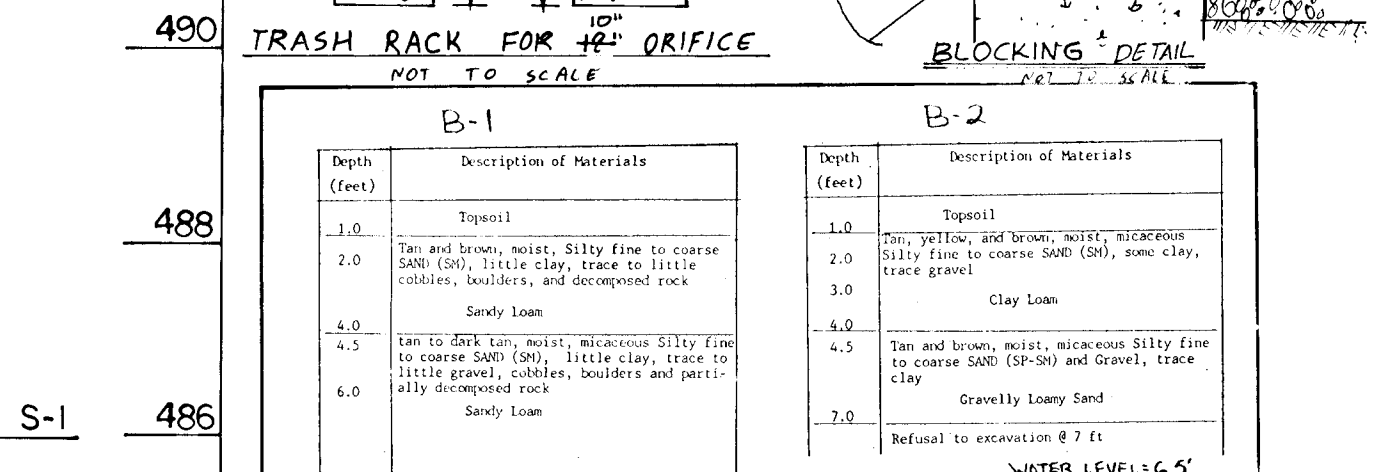 490
10"
TRASH RACK FOR 12" ORIFICE
NOT TO SCALE
BLOCKING DETAIL
NOT TO SCALE
B-1
Depth
(feet)
Description of Materials
1.0
Topsoil
2.0
Tan and brown, moist, Silty fine to coarse
SAND (SM), little clay, trace to little
cobbles, boulders, and decomposed rock
Sandy Loam
4.0
4.5
tan to dark tan, moist, micaceous Silty fine
to coarse SAND (SM), little clay, trace to
little gravel, cobbles, boulders and parti-
ally decomposed rock
6.0
Sandy Loam
B-2
Depth
(feet)
Description of Materials
1.0
Topsoil
2.0
Tan, yellow, and brown, moist, micaceous
Silty fine to coarse SAND (SM), some clay,
trace gravel
3.0
Clay Loam
4.0
4.5
Tan and brown, moist, micaceous Silty fine
to coarse SAND (SP-SM) and Gravel, trace
clay
Gravelly Loamy Sand
7.0
Refusal to excavation @ 7 ft
WATER LEVEL = 6.5'
488
S-1
486